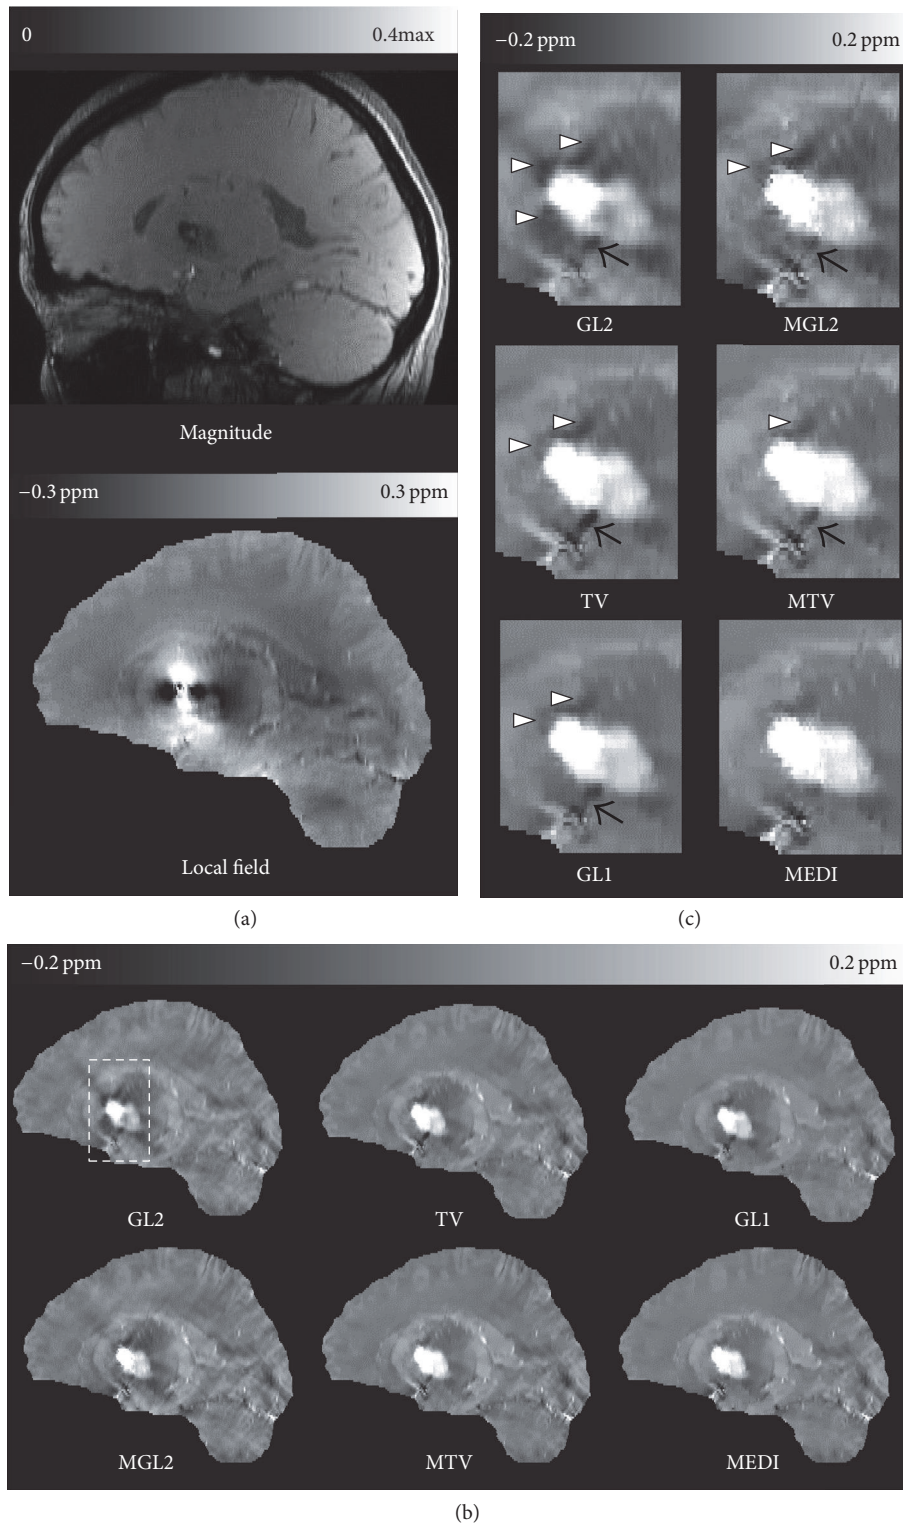 0 0.4max
Magnitude
−0.3 ppm 0.3 ppm
Local field
(a)
−0.2 ppm 0.2 ppm
GL2 MGL2
TV MTV
GL1 MEDI
(c)
−0.2 ppm 0.2 ppm
GL2 TV GL1
MGL2 MTV MEDI
(b)